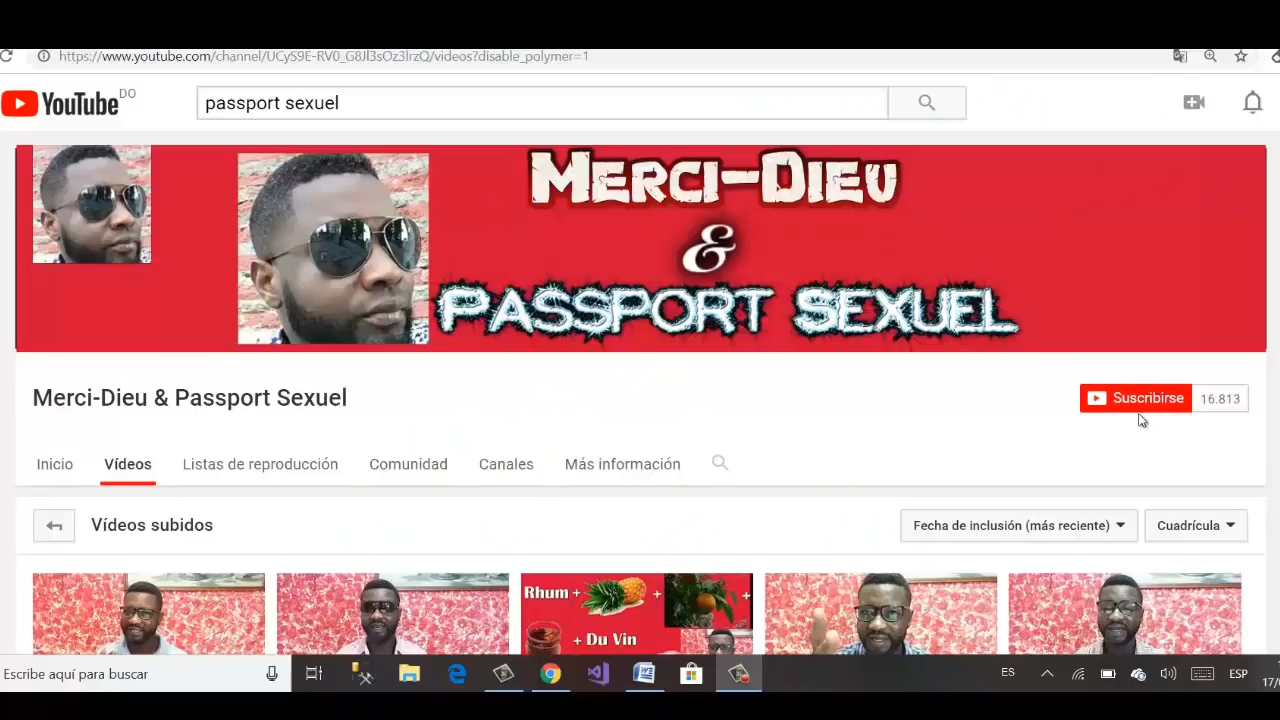 https://www.youtube.com/channel/UCyS9E-RV0_G8Jl3sOz3lrzQ/videos?disable_polymer=1
YouTube DO
passport sexuel
MERCI-DIEU
&
PASSPORT SEXUEL
Merci-Dieu & Passport Sexuel
Suscribirse 16.813
Inicio Vídeos Listas de reproducción Comunidad Canales Más información
Vídeos subidos Fecha de inclusión (más reciente) Cuadrícula
Rhum + + +
+ Du Vin
Escribe aquí para buscar ES ESP
17/0